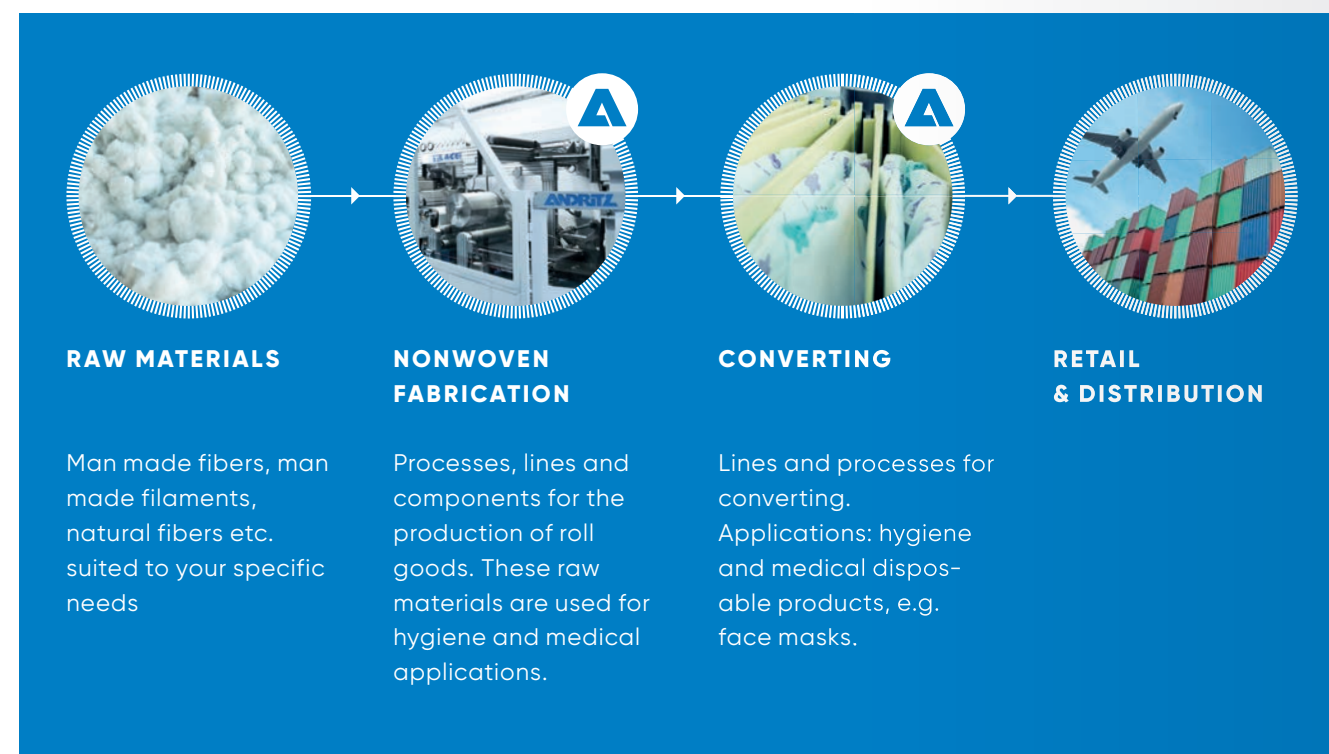 ANDRITZ
RAW MATERIALS
Man made fibers, man
made filaments,
natural fibers etc.
suited to your specific
needs
NONWOVEN
FABRICATION
Processes, lines and
components for the
production of roll
goods. These raw
materials are used for
hygiene and medical
applications.
CONVERTING
Lines and processes for
converting.
Applications: hygiene
and medical dispos-
able products, e.g.
face masks.
RETAIL
& DISTRIBUTION